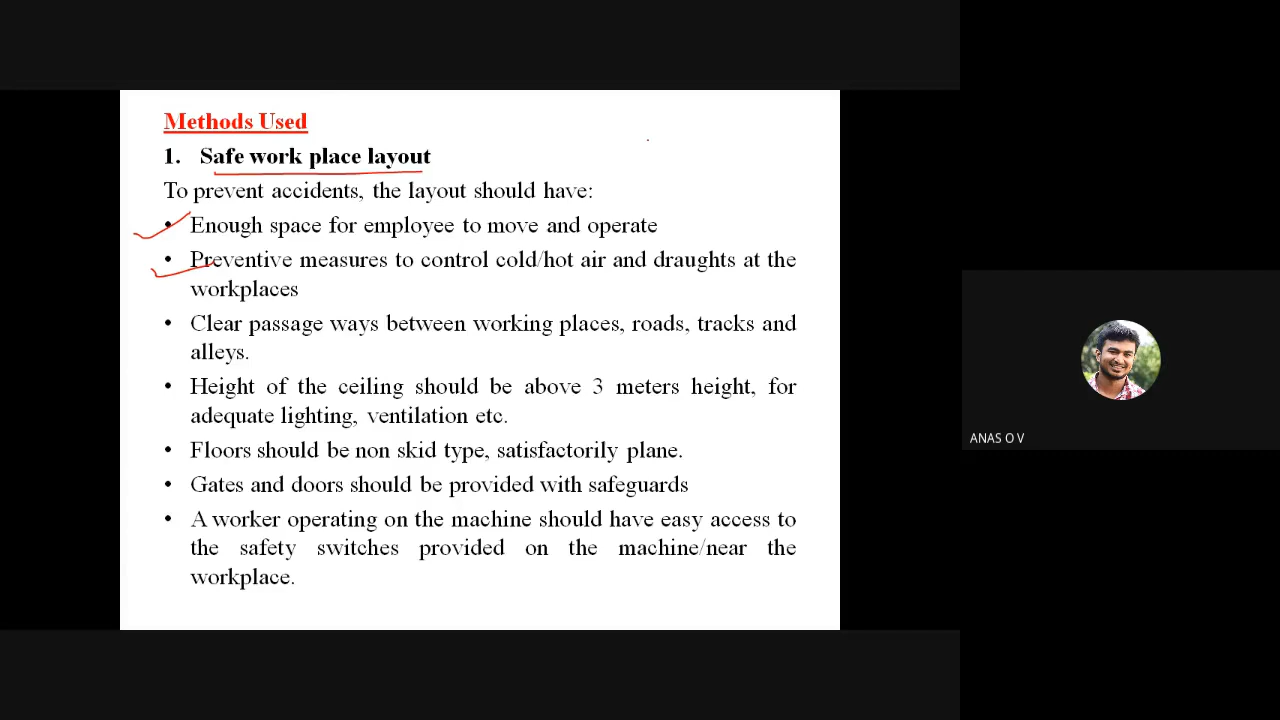 Methods Used
1. Safe work place layout
To prevent accidents, the layout should have:
• Enough space for employee to move and operate
• Preventive measures to control cold/hot air and draughts at the
workplaces
• Clear passage ways between working places, roads, tracks and
alleys.
• Height of the ceiling should be above 3 meters height, for
adequate lighting, ventilation etc.
• Floors should be non skid type, satisfactorily plane.
• Gates and doors should be provided with safeguards
• A worker operating on the machine should have easy access to
the safety switches provided on the machine/near the
workplace.
ANAS O V